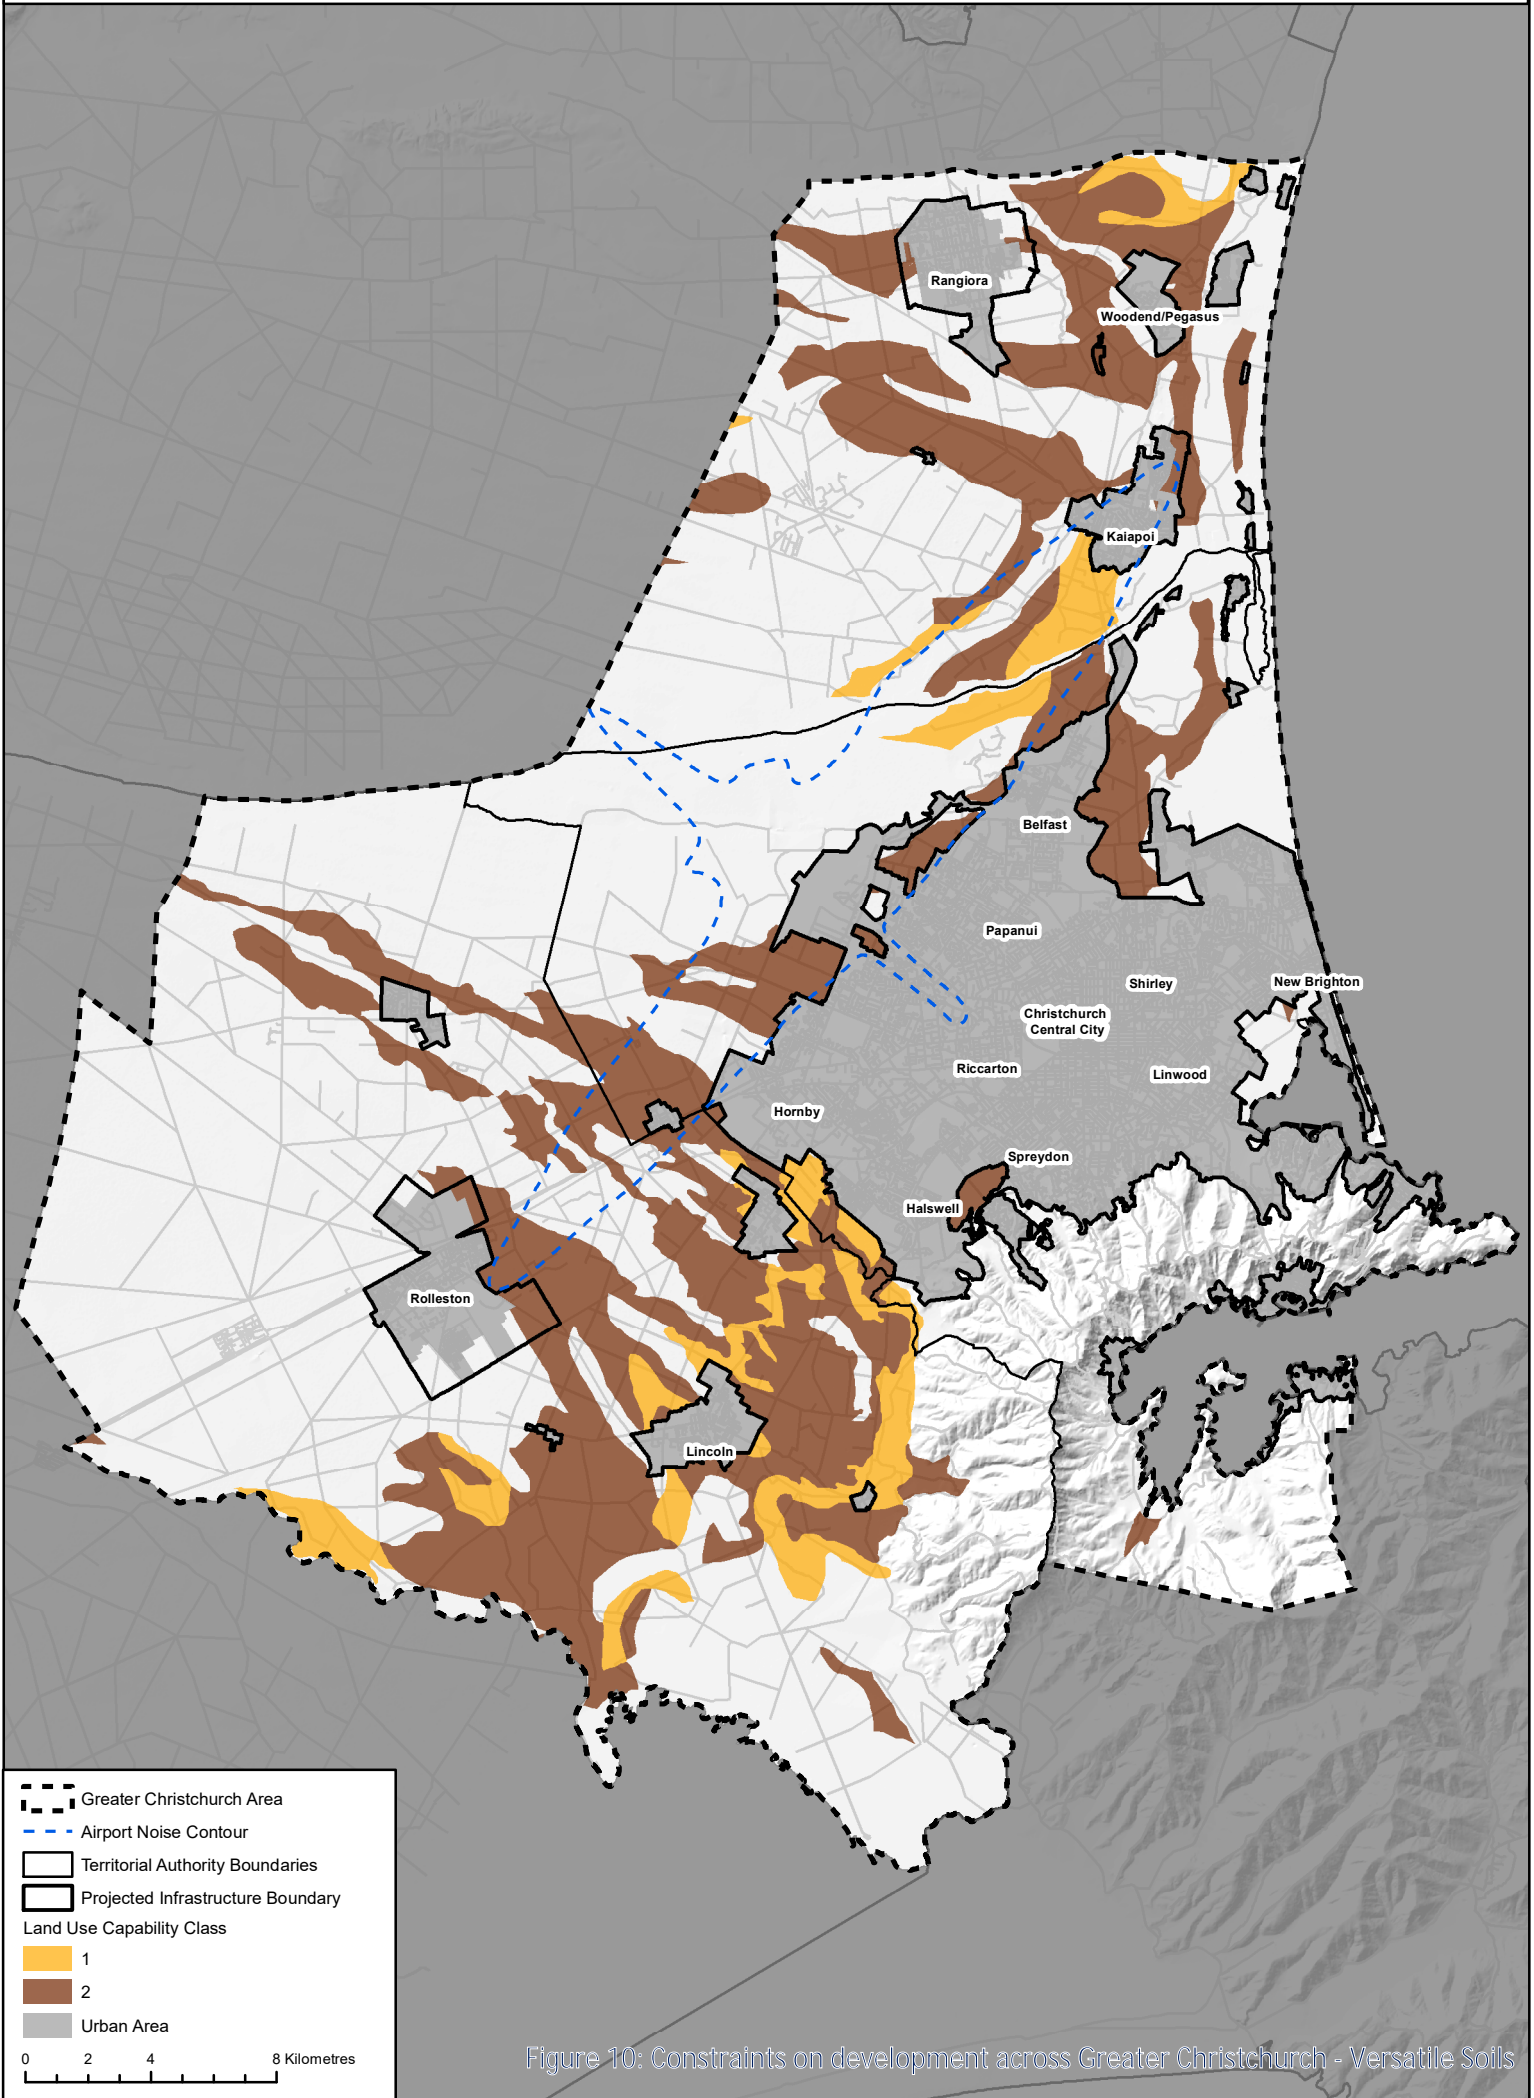 Rangiora
Woodend/Pegasus
Kaiapoi
Belfast
Papanui
Shirley
New Brighton
Christchurch
Central City
Riccarton
Linwood
Hornby
Spreydon
Halswell
Rolleston
Lincoln
Greater Christchurch Area
Airport Noise Contour
Territorial Authority Boundaries
Projected Infrastructure Boundary
Land Use Capability Class
1
2
Urban Area
0 2 4 8 Kilometres
Figure 10: Constraints on development across Greater Christchurch - Versatile Soils